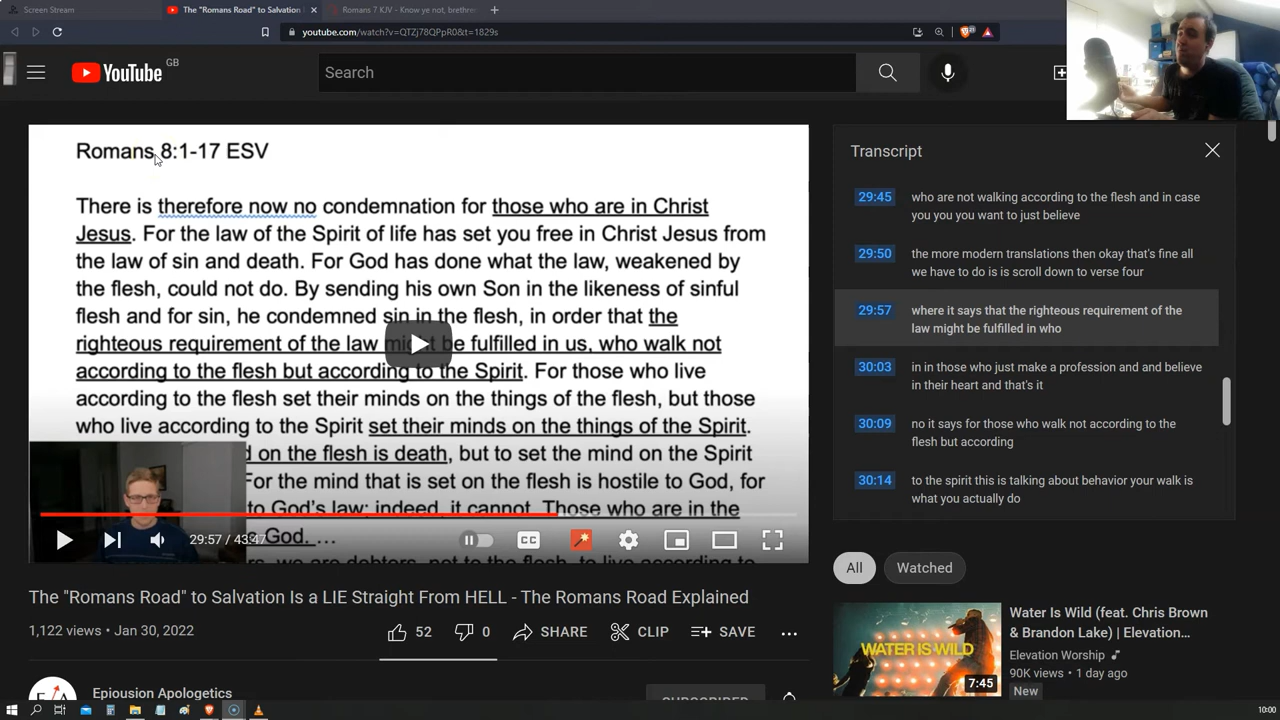 Screen Stream
The "Romans Road" to Salvation
Romans 7 KJV - Know ye not, brethre
youtube.com/watch?v=QTZj78QPpR0&t=1829s
YouTube GB
Search
Romans 8:1-17 ESV
There is therefore now no condemnation for those who are in Christ
Jesus. For the law of the Spirit of life has set you free in Christ Jesus from
the law of sin and death. For God has done what the law, weakened by
the flesh, could not do. By sending his own Son in the likeness of sinful
flesh and for sin, he condemned sin in the flesh, in order that the
righteous requirement of the law might be fulfilled in us, who walk not
according to the flesh but according to the Spirit. For those who live
according to the flesh set their minds on the things of the flesh, but those
who live according to the Spirit set their minds on the things of the Spirit.
d on the flesh is death, but to set the mind on the Spirit
For the mind that is set on the flesh is hostile to God, for
to God's law; indeed, it cannot. Those who are in the
God. ...
rs, we are debtors, not to the flesh, to live according to
29:57 / 43:47
CC
Transcript
29:45 who are not walking according to the flesh and in case
you you you want to just believe
29:50 the more modern translations then okay that's fine all
we have to do is is scroll down to verse four
29:57 where it says that the righteous requirement of the
law might be fulfilled in who
30:03 in in those who just make a profession and and believe
in their heart and that's it
30:09 no it says for those who walk not according to the
flesh but according
30:14 to the spirit this is talking about behavior your walk is
what you actually do
The "Romans Road" to Salvation Is a LIE Straight From HELL - The Romans Road Explained
1,122 views • Jan 30, 2022
52
0
SHARE
CLIP
SAVE
Epiousion Apologetics
SUBSCRIBED
All
Watched
WATER IS WILD
7:45
Water Is Wild (feat. Chris Brown
& Brandon Lake) | Elevation...
Elevation Worship
90K views • 1 day ago
New
10:00